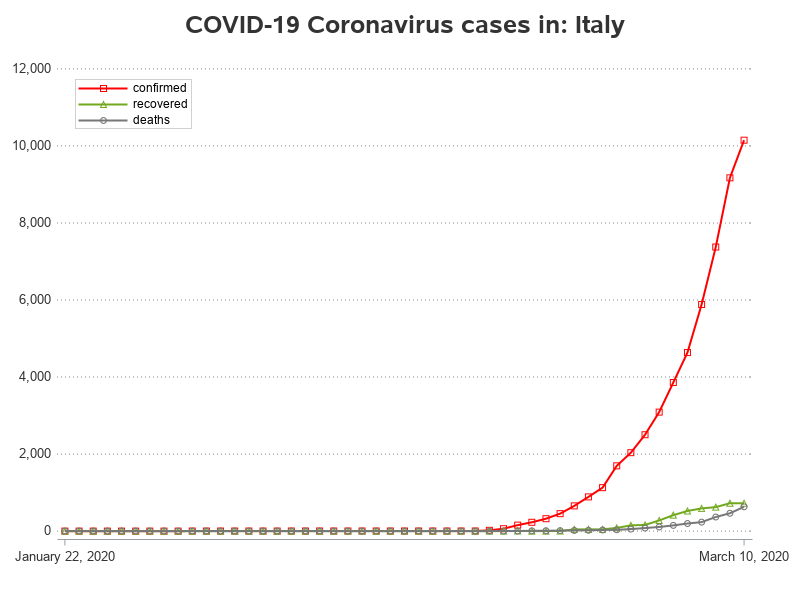 COVID-19 Coronavirus cases in: Italy
12,000
confirmed
recovered
deaths
10,000
8,000
6,000
4,000
2,000
0
January 22, 2020
March 10, 2020